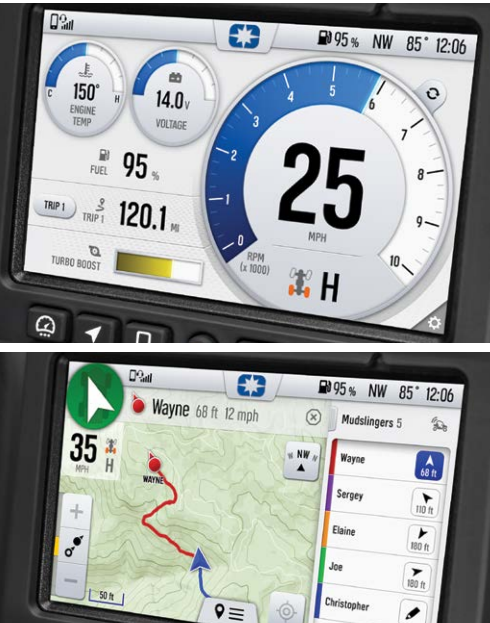 95 % NW 85° 12:06
150°
C H
ENGINE
TEMP
14.0 V
VOLTAGE
FUEL 95 %
TRIP 1
TRIP 1 120.1 MI
TURBO BOOST
0
1
2
3
4
5
6
7
8
9
10
25
MPH
RPM
(x 1000)
H
95 % NW 85° 12:06
Wayne 68 ft 12 mph
Mudslingers 5
35
MPH
H
WAYNE
NW
50 ft
Wayne
68 ft
Sergey
110 ft
Elaine
180 ft
Joe
180 ft
Christopher